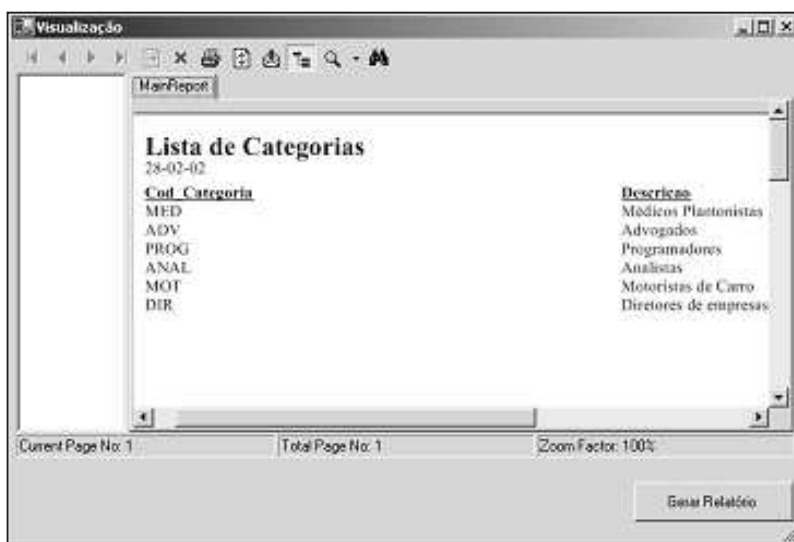 Visualização
MainReport
Lista de Categorias
28-02-02
Cod_Categoria Descricao
MED Médicos Plantonistas
ADV Advogados
PROG Programadores
ANAL Analistas
MOT Motoristas de Carro
DIR Diretores de empresas
Current Page No: 1 Total Page No: 1 Zoom Factor: 100%
Gerar Relatório